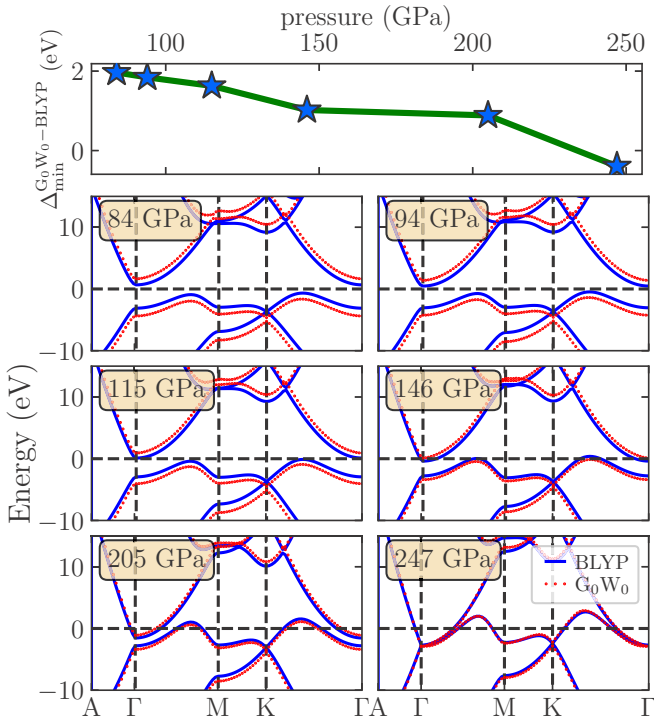 pressure (GPa)
100 150 200 250
Δ_min^{G₀W₀−BLYP} (eV)
2
0
84 GPa
94 GPa
10
0
−10
115 GPa
146 GPa
10
0
−10
Energy (eV)
205 GPa
247 GPa
BLYP
G₀W₀
10
0
−10
A Γ M K ΓA Γ M K Γ